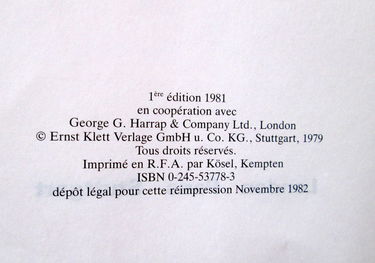 1ère édition 1981
en coopération avec
George G. Harrap & Company Ltd., London
© Ernst Klett Verlage GmbH u. Co. KG., Stuttgart, 1979
Tous droits réservés.
Imprimé en R.F.A. par Kösel, Kempten
ISBN 0-245-53778-3
dépôt légal pour cette réimpression Novembre 1982